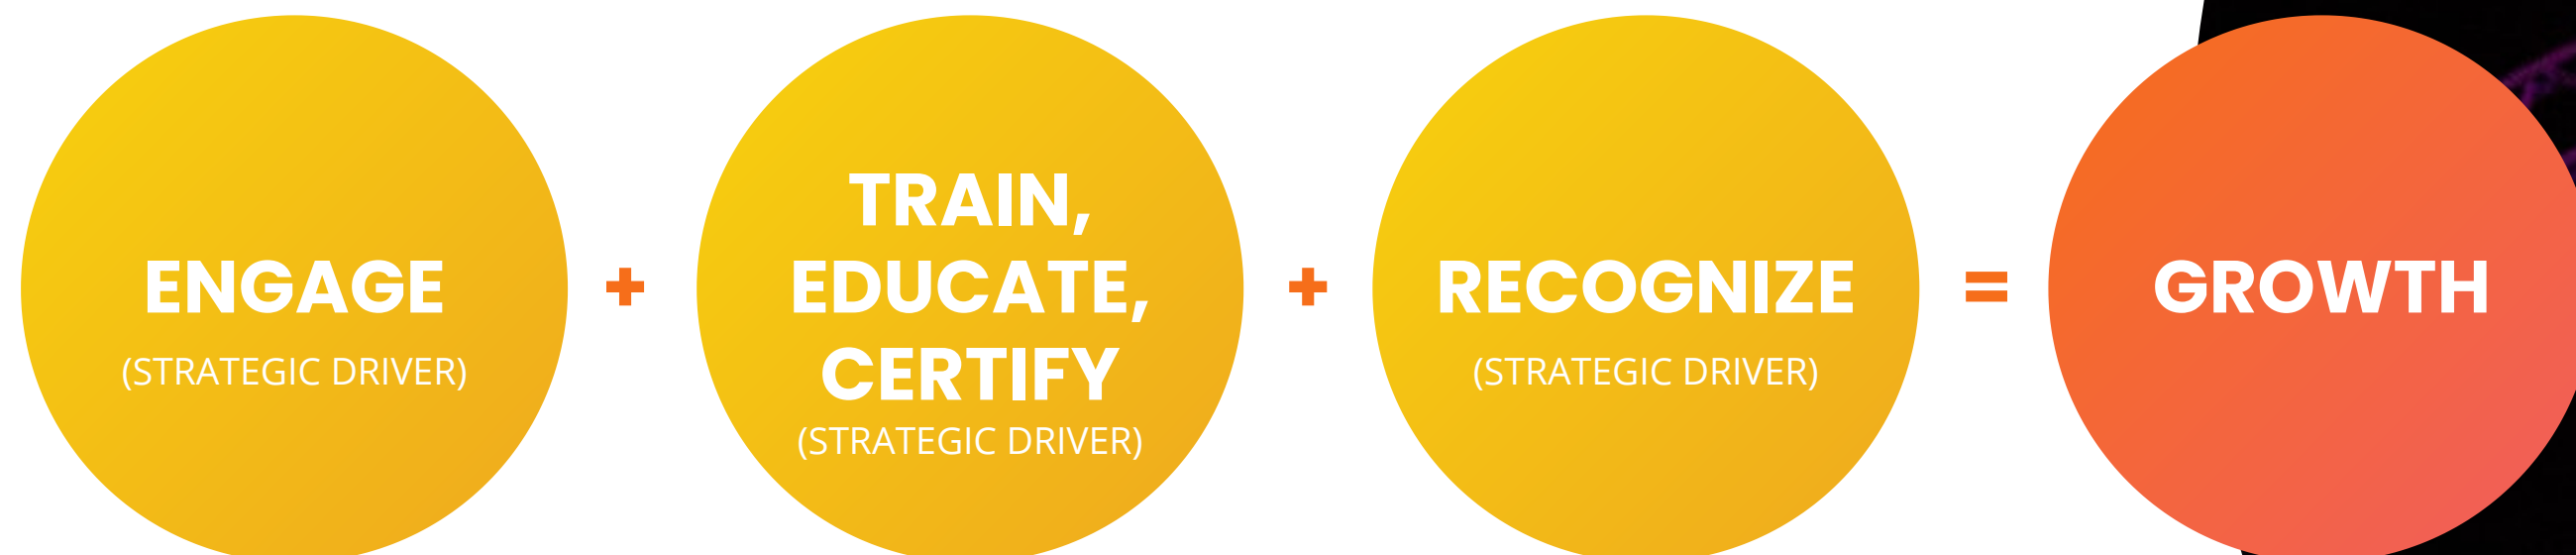 ENGAGE
(STRATEGIC DRIVER)
+
TRAIN,
EDUCATE,
CERTIFY
(STRATEGIC DRIVER)
+
RECOGNIZE
(STRATEGIC DRIVER)
=
GROWTH